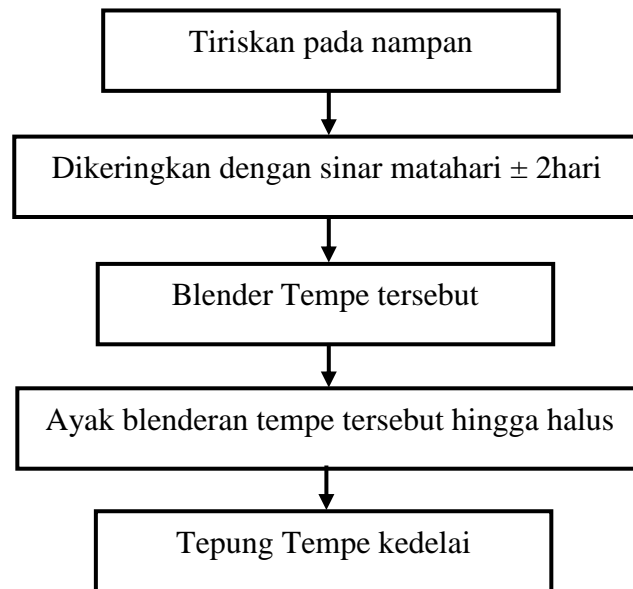 Tiriskan pada nampan
Dikeringkan dengan sinar matahari ± 2hari
Blender Tempe tersebut
Ayak blenderan tempe tersebut hingga halus
Tepung Tempe kedelai